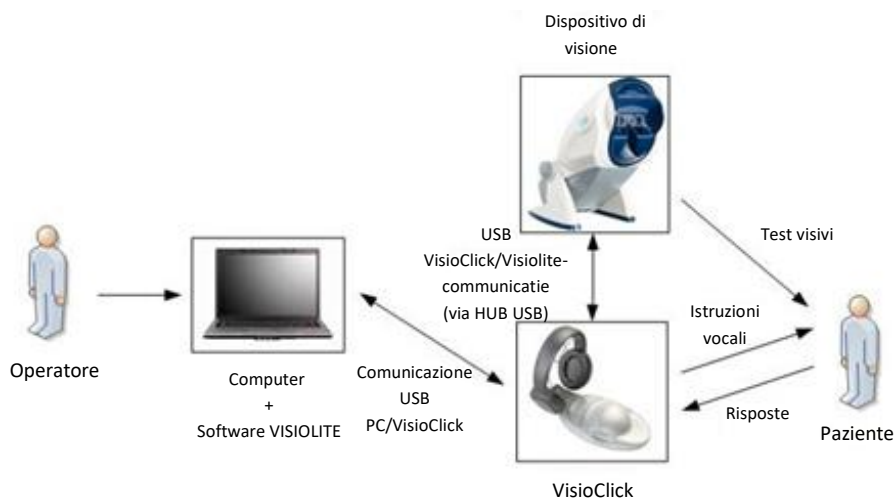 Dispositivo di
visione
USB
VisioClick/Visiolite-
communicatie
(via HUB USB)
Test visivi
Istruzioni
vocali
Operatore
Computer
+
Software VISIOLITE
Comunicazione
USB
PC/VisioClick
Risposte
Paziente
VisioClick